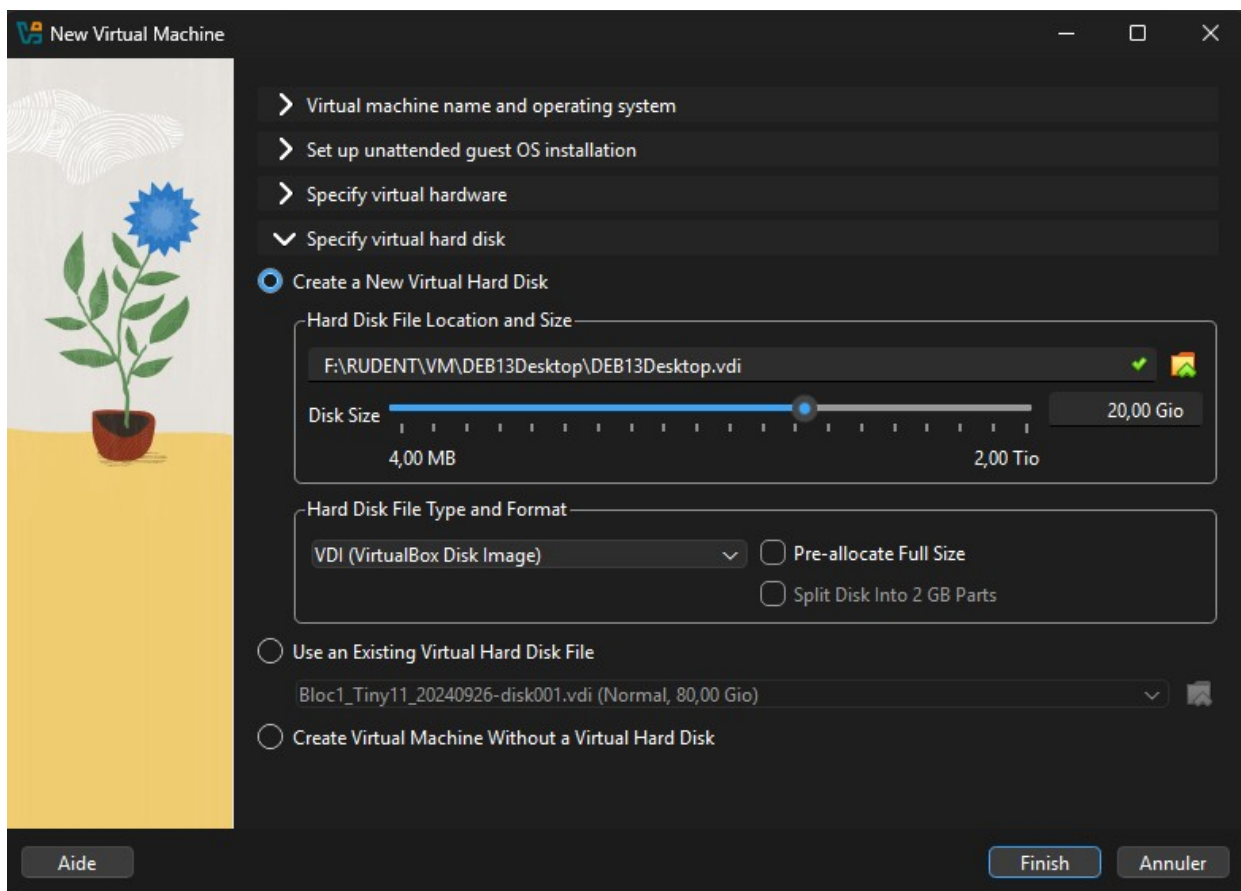 New Virtual Machine
Virtual machine name and operating system
Set up unattended guest OS installation
Specify virtual hardware
Specify virtual hard disk
Create a New Virtual Hard Disk
Hard Disk File Location and Size
F:\RUDENT\VM\DEB13Desktop\DEB13Desktop.vdi
Disk Size 20,00 Gio
4,00 MB 2,00 Tio
Hard Disk File Type and Format
VDI (VirtualBox Disk Image) Pre-allocate Full Size
Split Disk Into 2 GB Parts
Use an Existing Virtual Hard Disk File
Bloc1_Tiny11_20240926-disk001.vdi (Normal, 80,00 Gio)
Create Virtual Machine Without a Virtual Hard Disk
Aide Finish Annuler